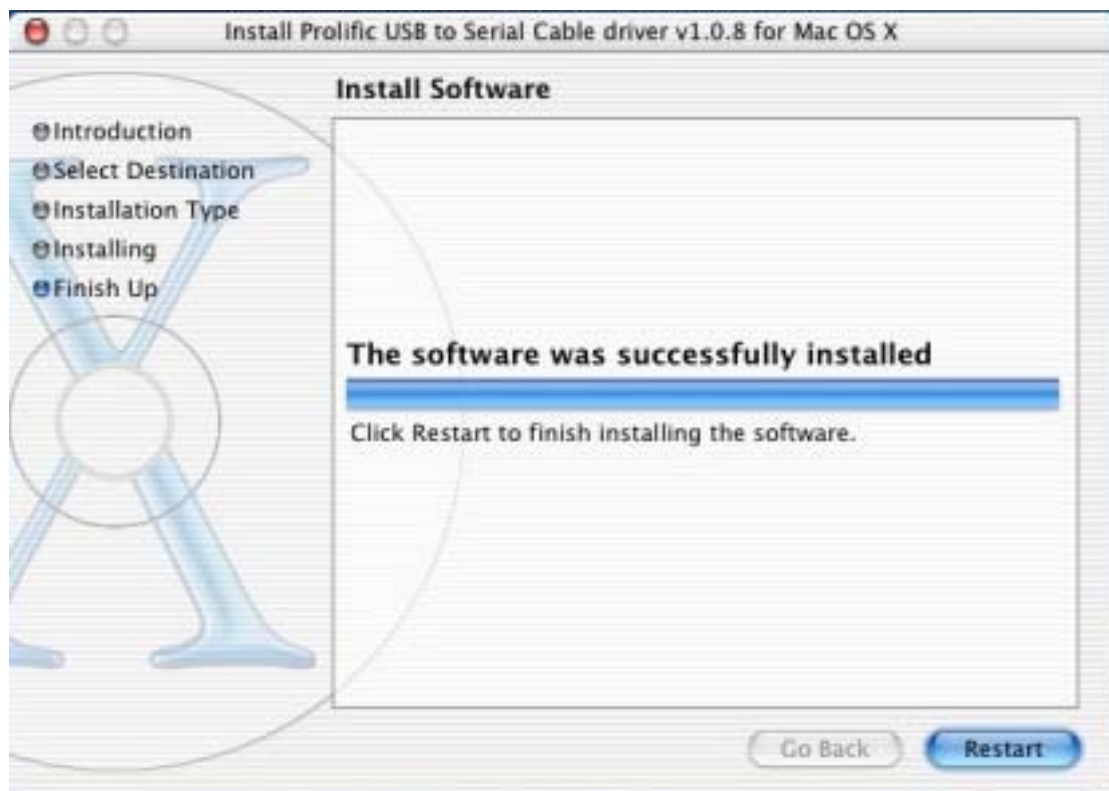 Install Prolific USB to Serial Cable driver v1.0.8 for Mac OS X
Install Software
Introduction
Select Destination
Installation Type
Installing
Finish Up
The software was successfully installed
Click Restart to finish installing the software.
Go Back
Restart